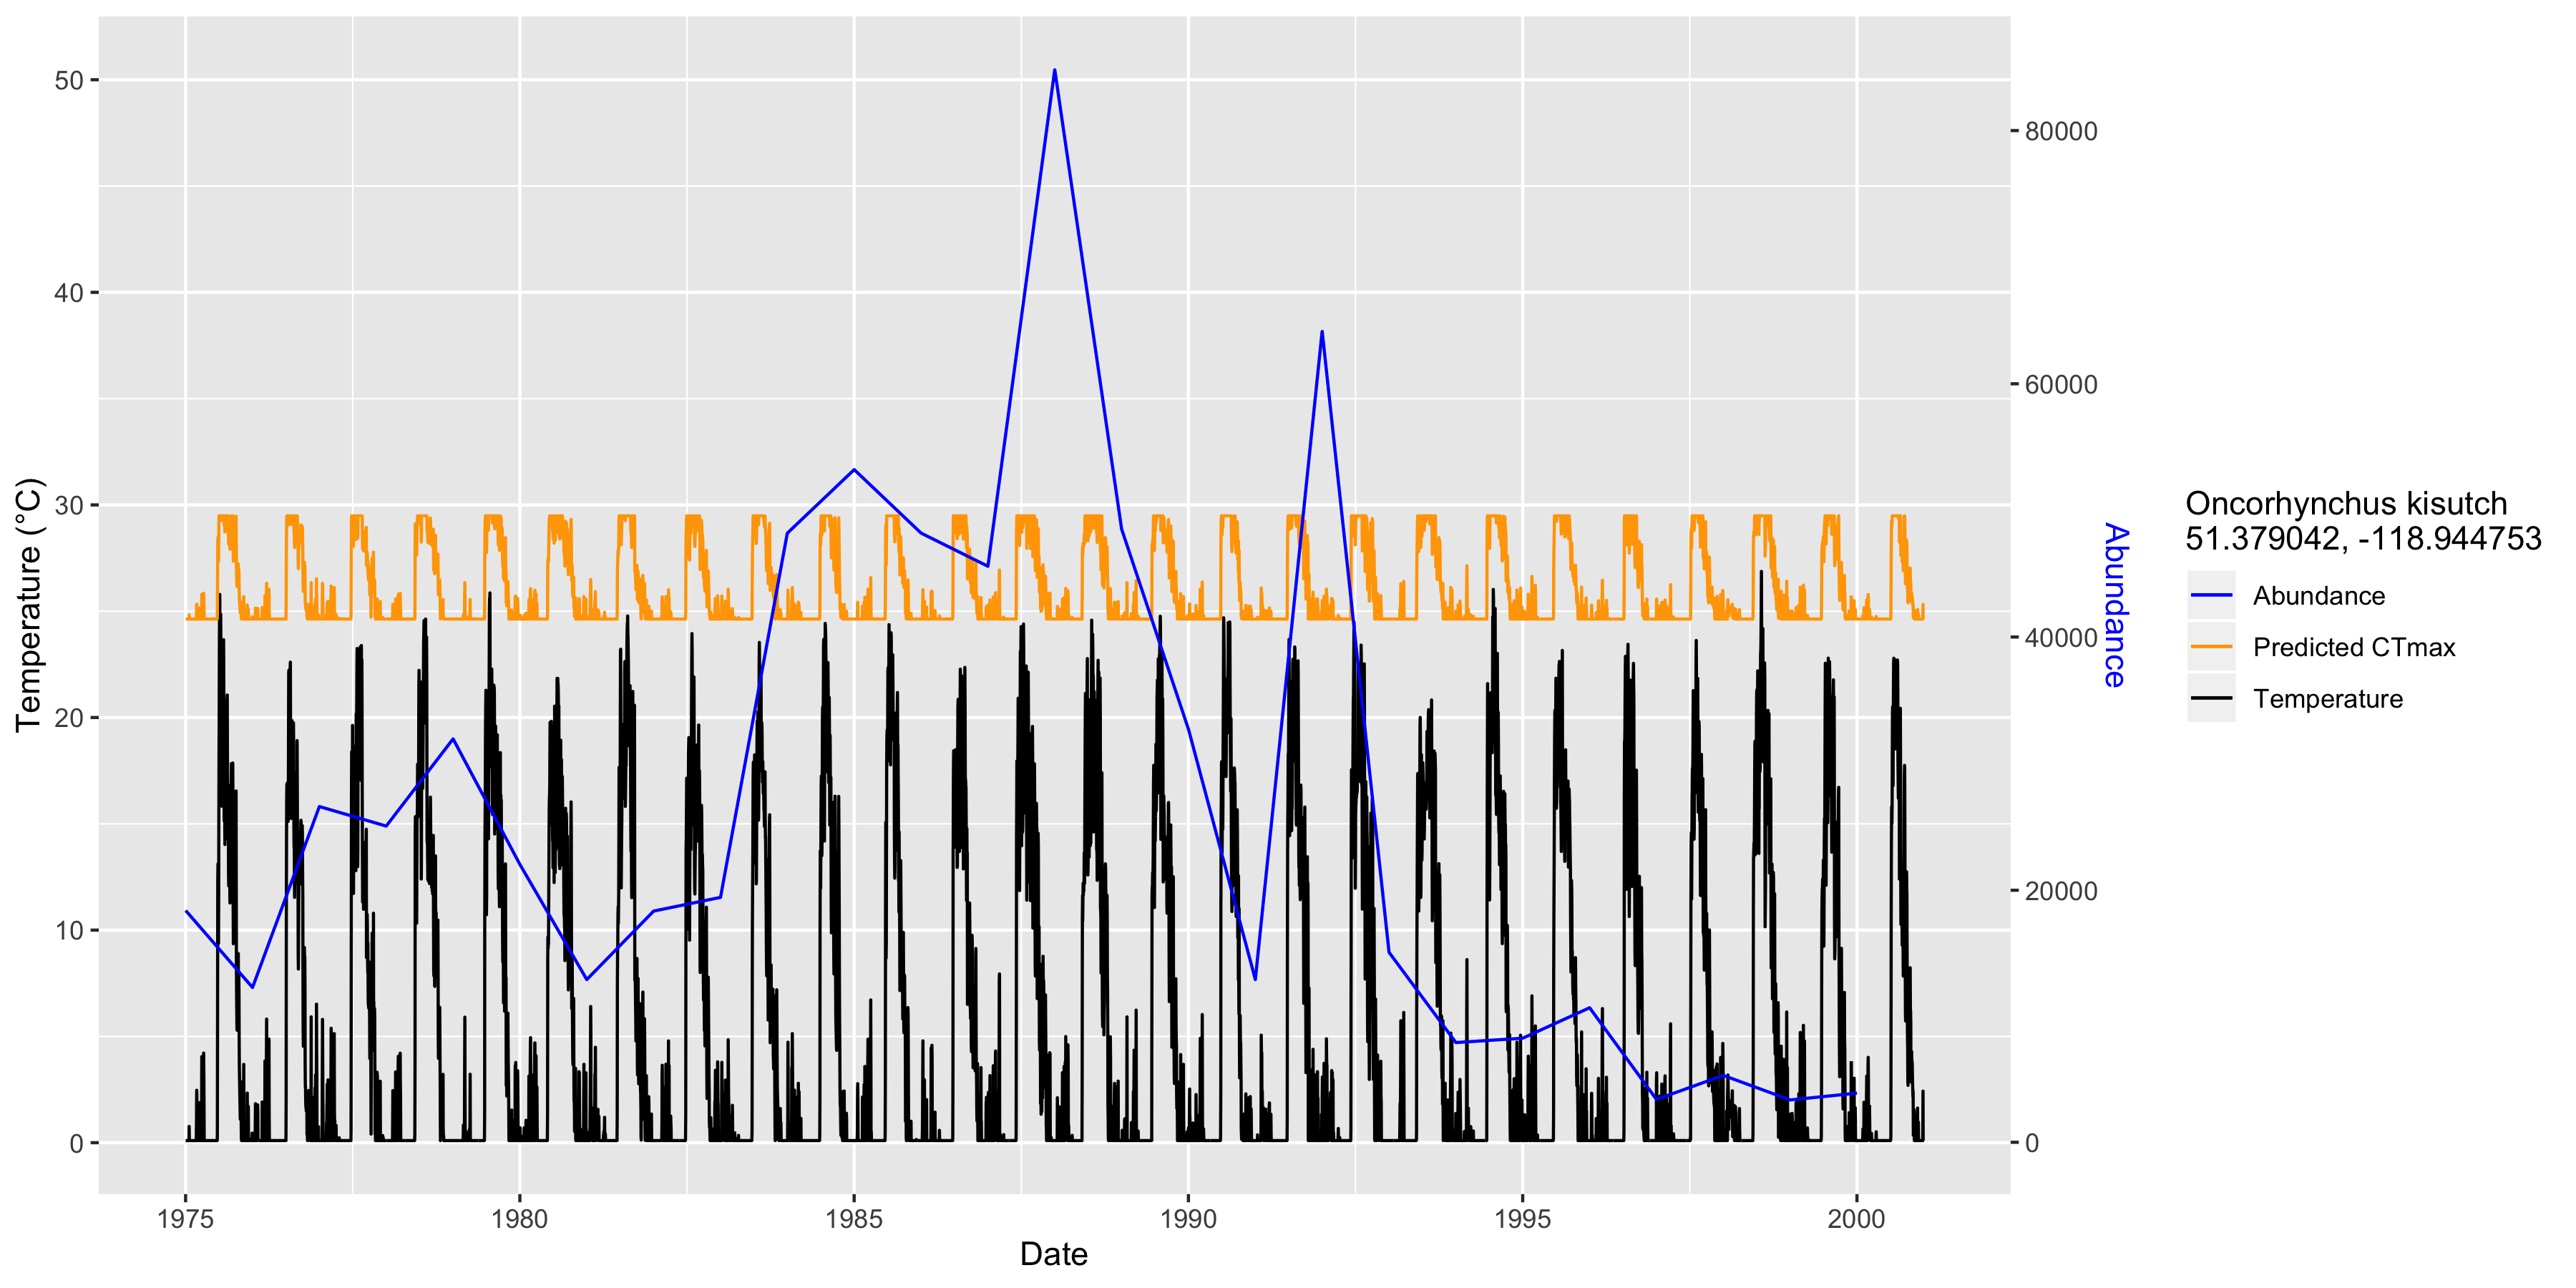 50
40
30
20
10
0
Temperature (°C)
1975
1980
1985
1990
1995
2000
Date
80000
60000
40000
20000
0
Abundance
Oncorhynchus kisutch
51.379042, -118.944753
Abundance
Predicted CTmax
Temperature